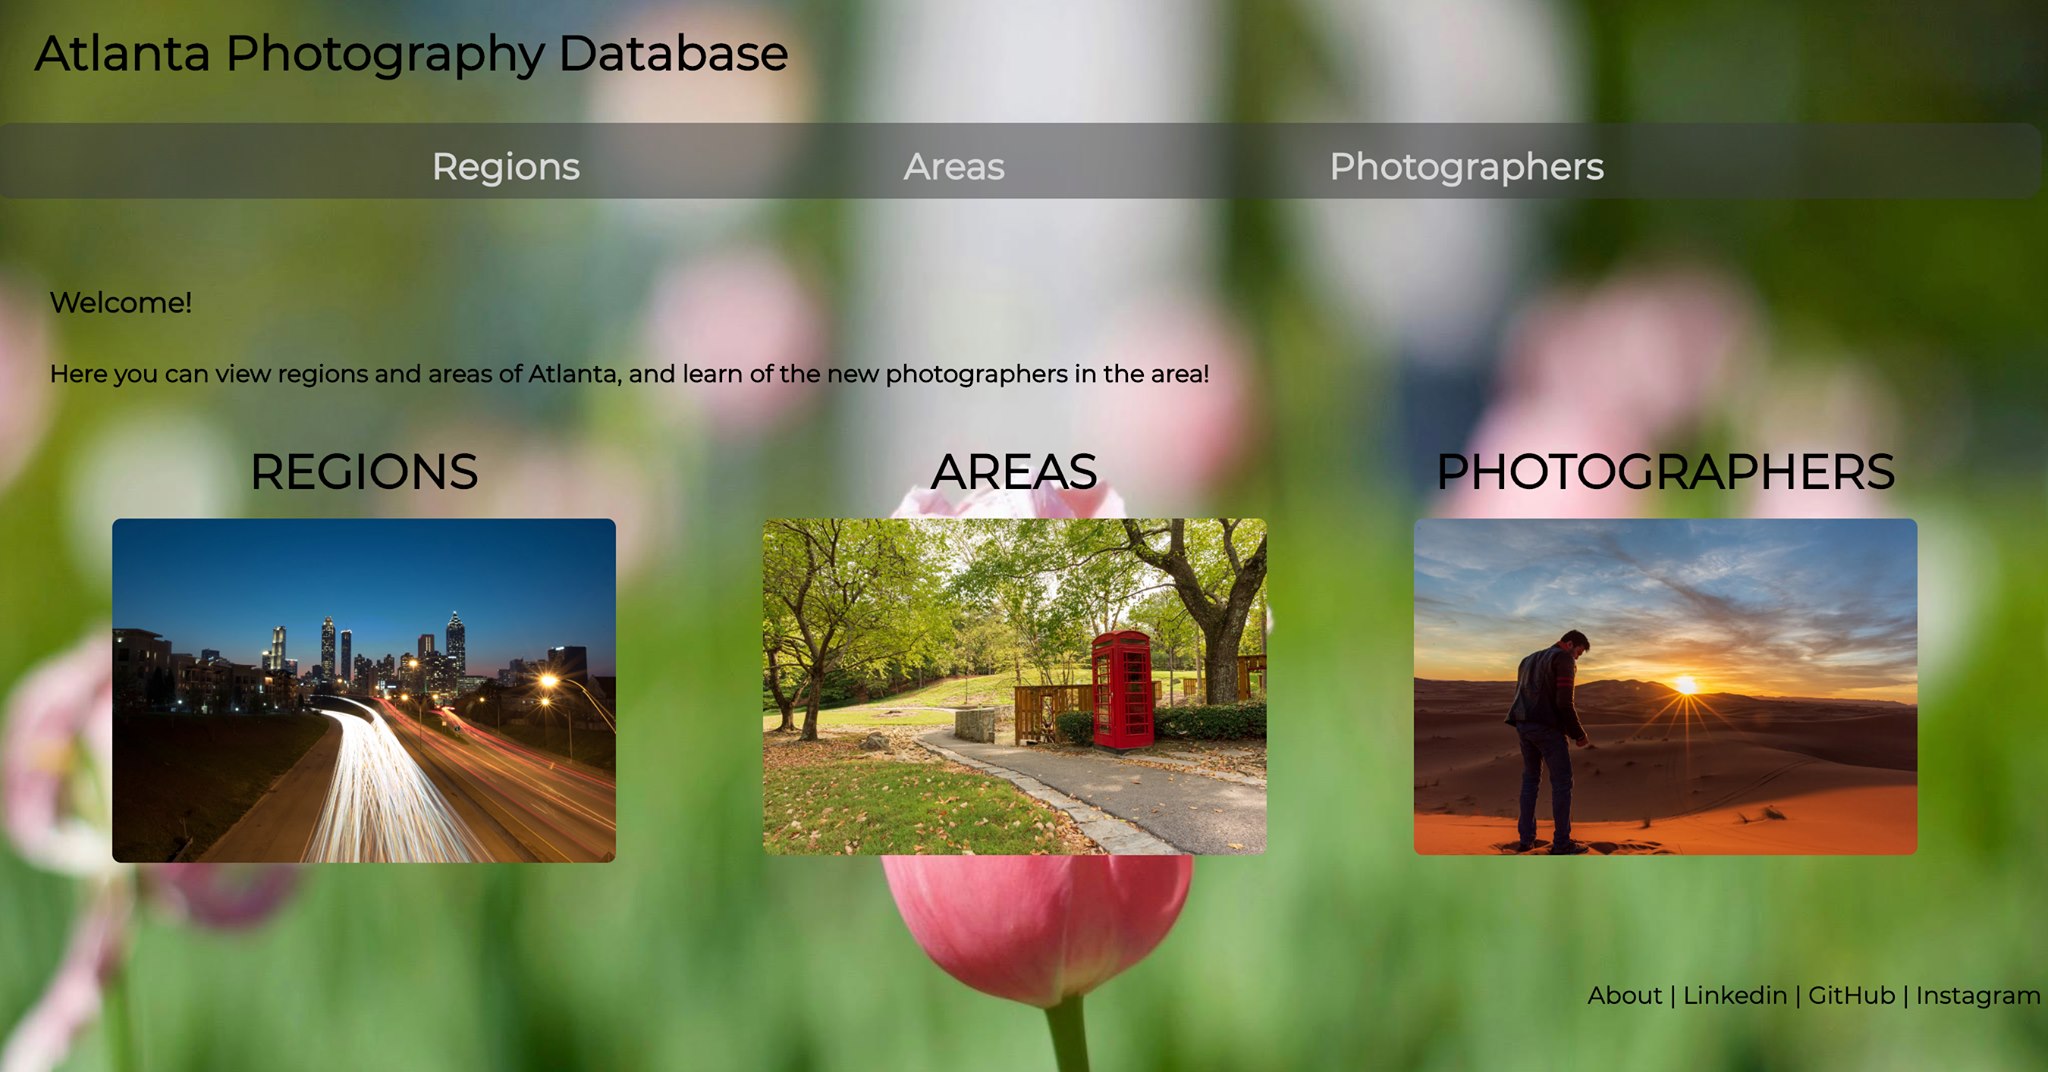 Atlanta Photography Database
Regions Areas Photographers
Welcome!
Here you can view regions and areas of Atlanta, and learn of the new photographers in the area!
REGIONS AREAS PHOTOGRAPHERS
About | Linkedin | GitHub | Instagram